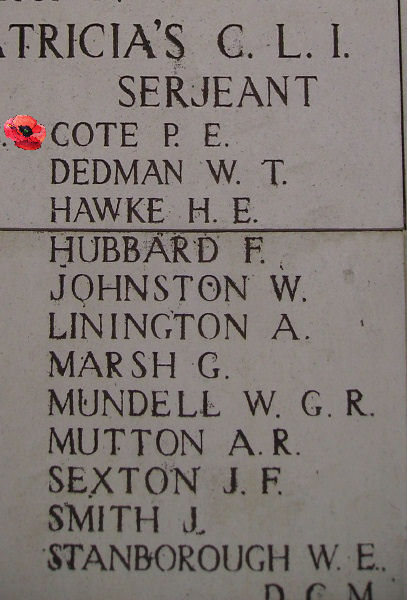 ATRICIA'S C. L. I.
SERJEANT
COTE P. E.
DEDMAN W. T.
HAWKE H. E.
HUBBARD F.
JOHNSTON W.
LININGTON A.
MARSH G.
MUNDELL W. G. R.
MUTTON A. R.
SEXTON J. F.
SMITH J.
STANBOROUGH W. E.,
D. C. M.